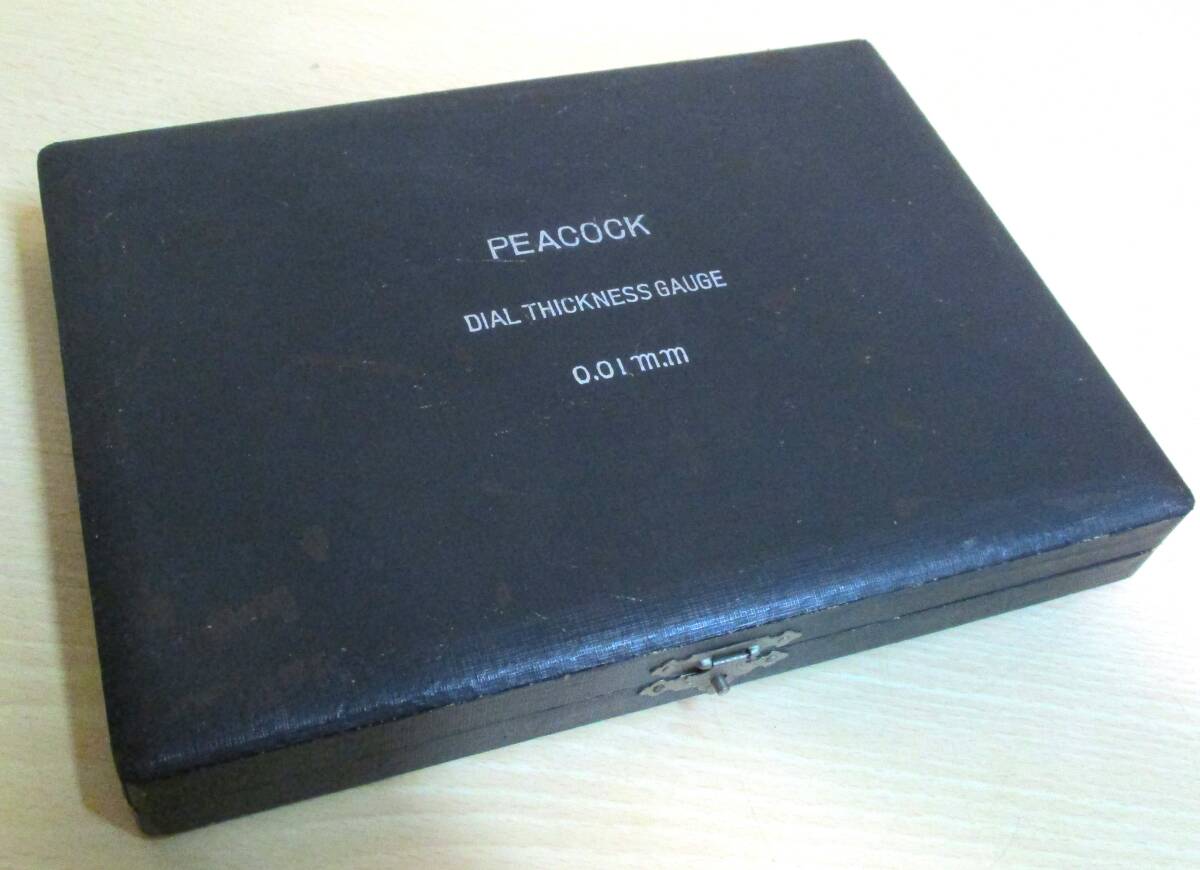 PEACOCK
DIAL THICKNESS GAUGE
0.01 m.m